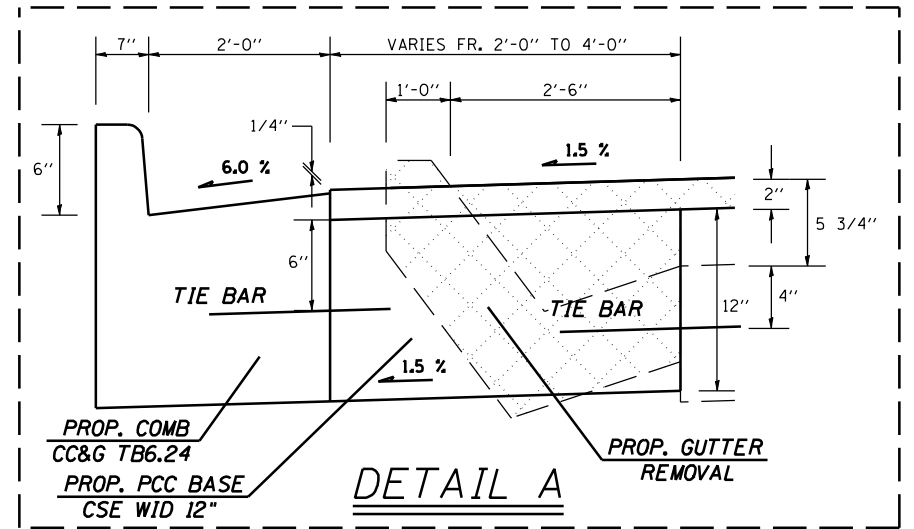 7"
2'-0"
VARIES FR. 2'-0" TO 4'-0"
1'-0"
2'-6"
1/4"
6"
6.0 %
1.5 %
2"
5 3/4"
6"
TIE BAR
TIE BAR
12"
4"
1.5 %
PROP. COMB
CC&G TB6.24
PROP. GUTTER
REMOVAL
PROP. PCC BASE
CSE WID 12"
DETAIL A